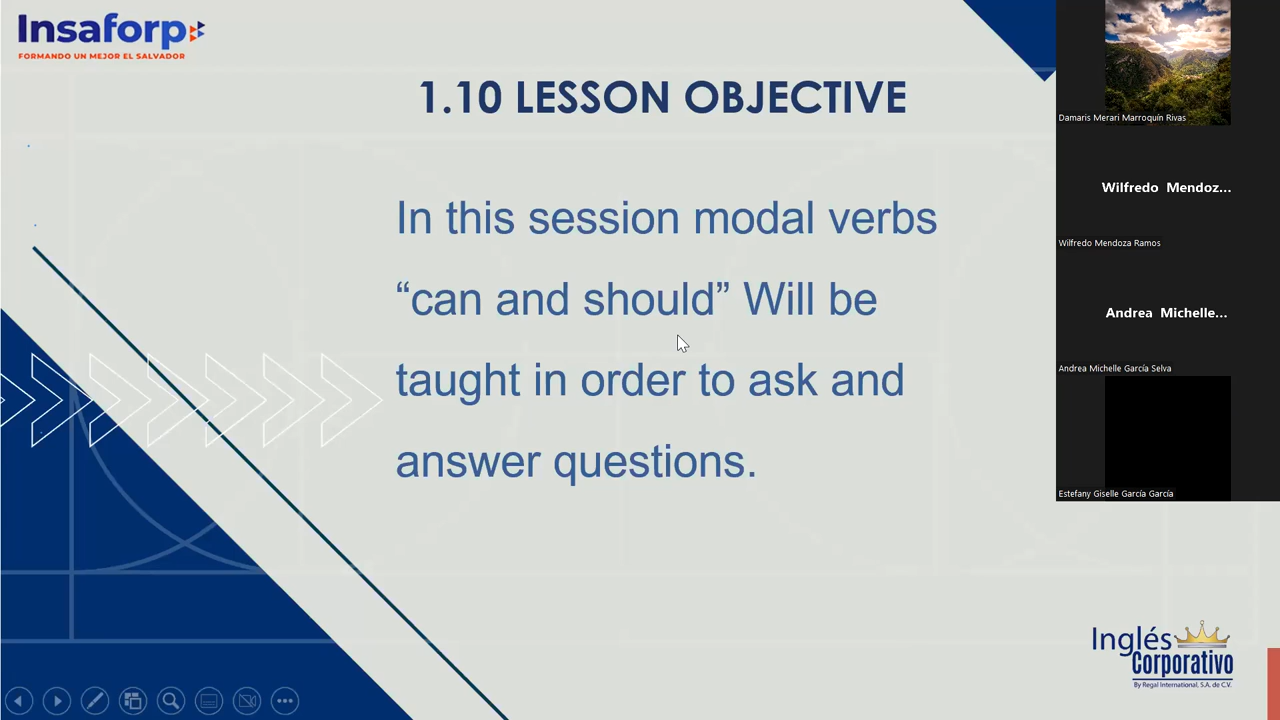 Insaforp
FORMANDO UN MEJOR EL SALVADOR
1.10 LESSON OBJECTIVE
In this session modal verbs
“can and should” Will be
taught in order to ask and
answer questions.
Damaris Merari Marroquín Rivas
Wilfredo Mendoz...
Wilfredo Mendoza Ramos
Andrea Michelle...
Andrea Michelle García Selva
Estefany Giselle García García
Inglés
Corporativo
By Regal International, S.A. de C.V.